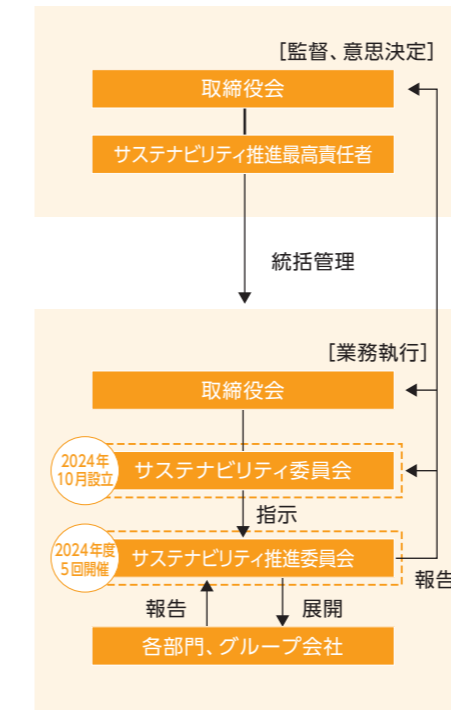 ［監督、意思決定］
取締役会
サステナビリティ推進最高責任者
統括管理
［業務執行］
取締役会
2024年
10月設立
サステナビリティ委員会
指示
2024年度
5回開催
サステナビリティ推進委員会
報告
報告
展開
各部門、グループ会社